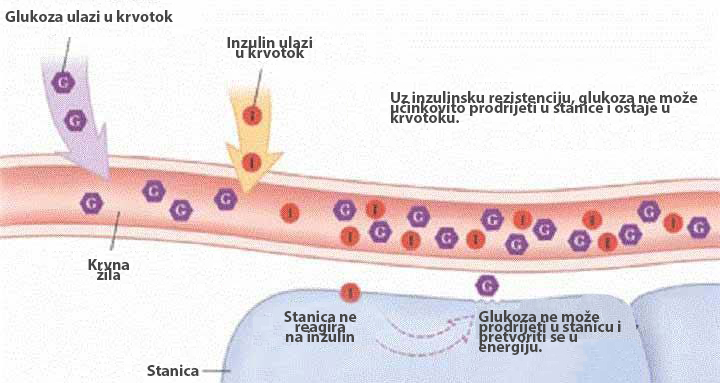 Glukoza ulazi u krvotok
Inzulin ulazi
u krvotok
Uz inzulinsku rezistenciju, glukoza ne može
učinkovito prodrijeti u stanice i ostaje u
krvotoku.
G
G
I
I
G
G
G
G
I
G
I
I
G
G
I
G
I
G
I
G
G
I
G
I
G
G
I
G
Krvna
žila
I
G
Stanica ne
reagira
na inzulin
Glukoza ne može
prodrijeti u stanicu i
pretvoriti se u
energiju.
Stanica